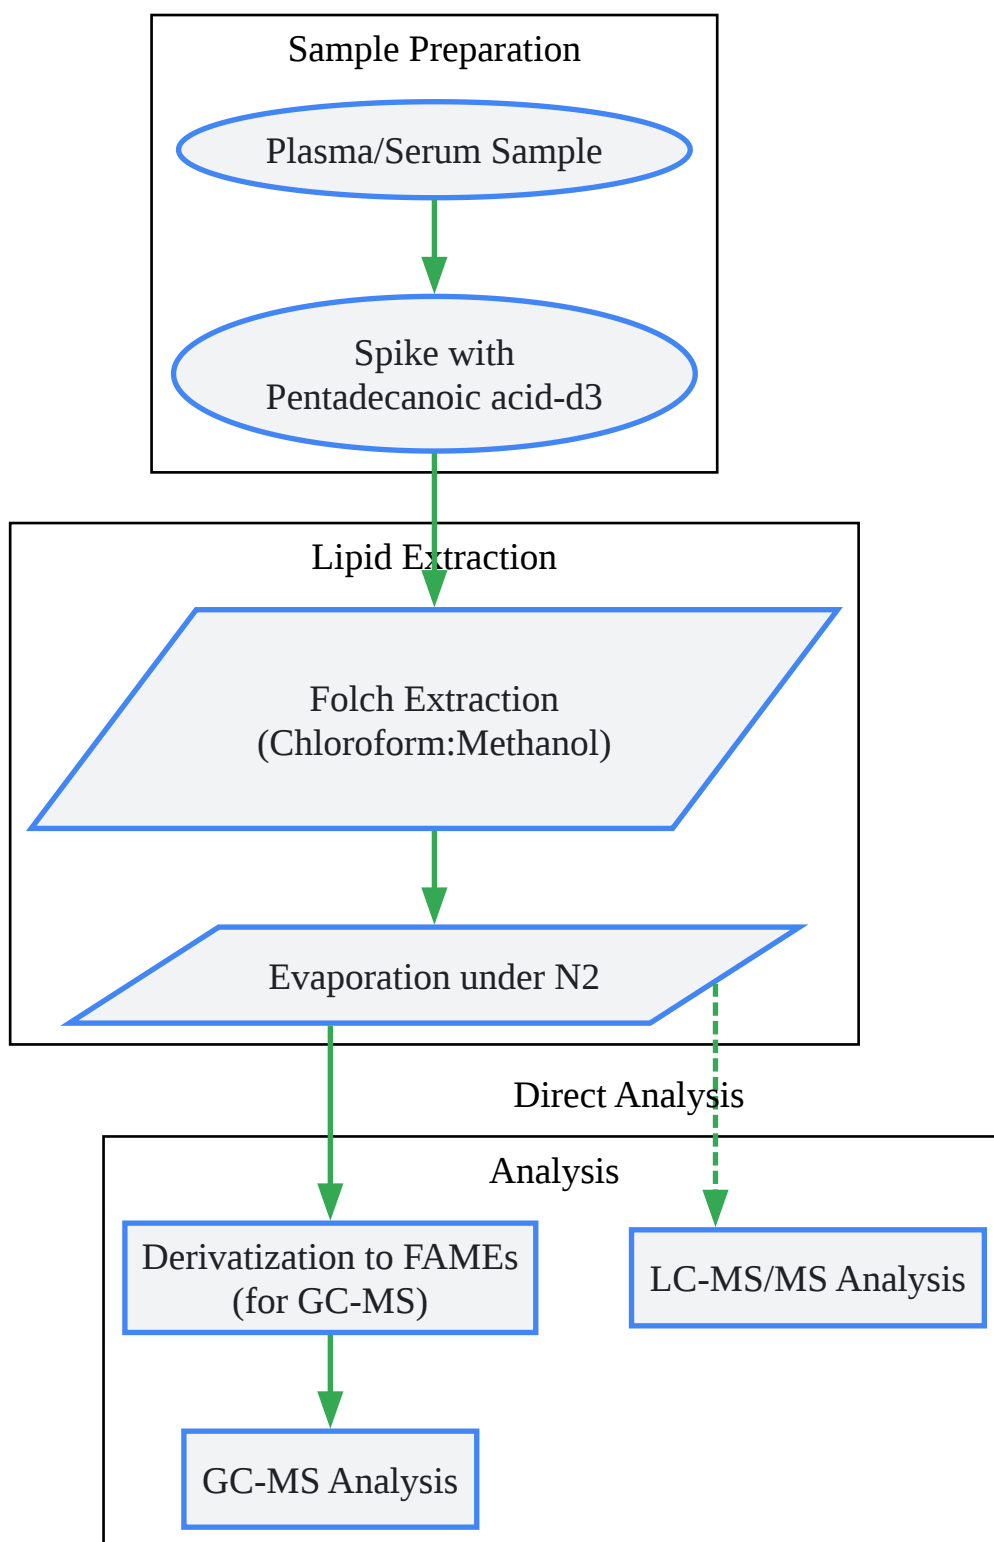 Sample Preparation
Plasma/Serum Sample
Spike with
Pentadecanoic acid-d3
Lipid Extraction
Folch Extraction
(Chloroform:Methanol)
Evaporation under N2
Direct Analysis
Analysis
Derivatization to FAMEs
(for GC-MS)
LC-MS/MS Analysis
GC-MS Analysis